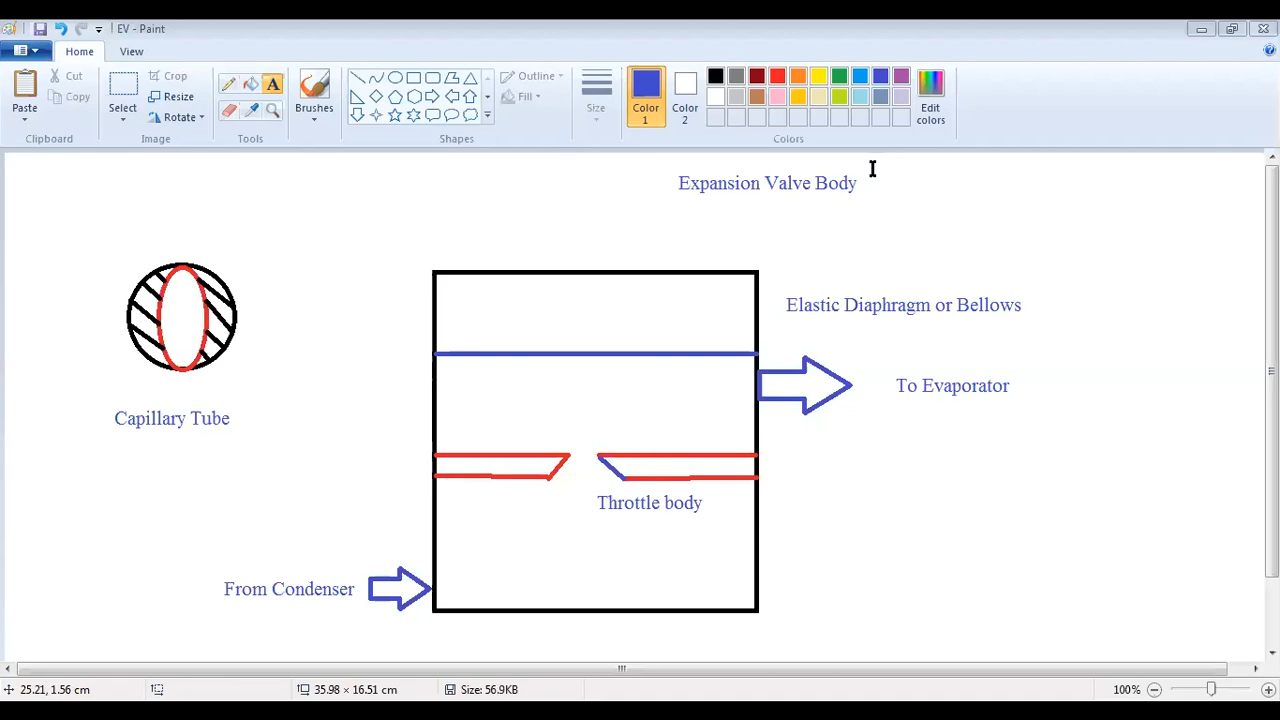 EV - Paint
Home
View
Paste
Cut
Copy
Clipboard
Select
Crop
Resize
Rotate
Image
A
Tools
Brushes
Outline
Fill
Shapes
Size
Color 1
Color 2
Edit colors
Colors
Expansion Valve Body
Elastic Diaphragm or Bellows
To Evaporator
Capillary Tube
Throttle body
From Condenser
25.21, 1.56 cm
35.98 × 16.51 cm
Size: 56.9KB
100%